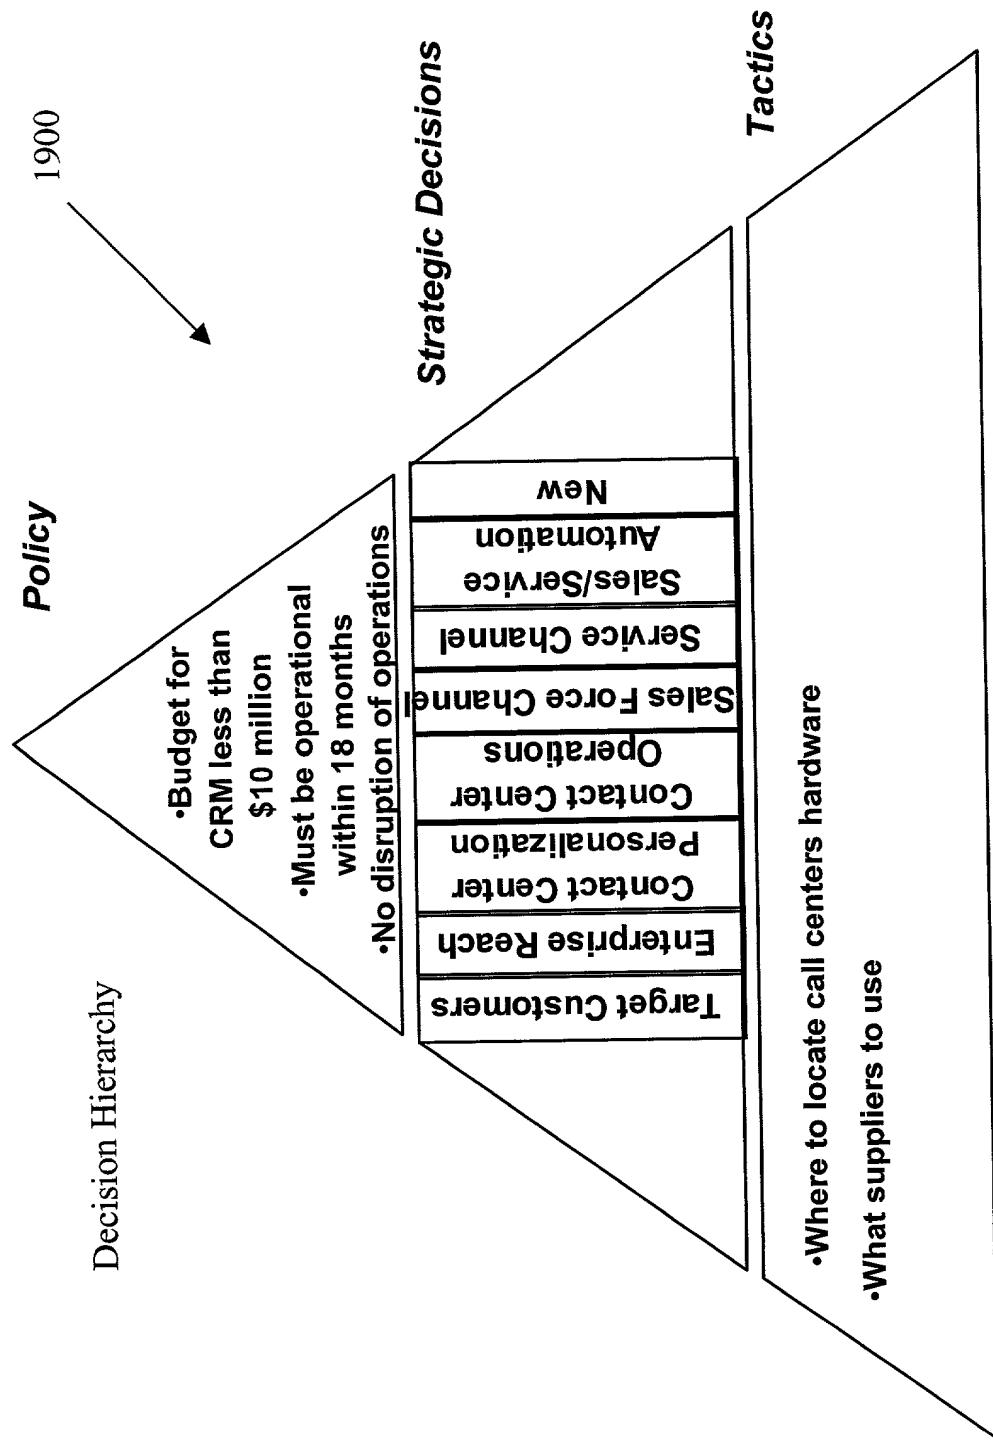 Decision Hierarchy
1900
Policy
•Budget for
CRM less than
$10 million
•Must be operational
within 18 months
•No disruption of operations
Strategic Decisions
Target Customers
Enterprise Reach
Contact Center
Personalization
Contact Center
Operations
Sales Force Channel
Service Channel
Sales/Service
Automation
New
Tactics
•Where to locate call centers hardware
•What suppliers to use